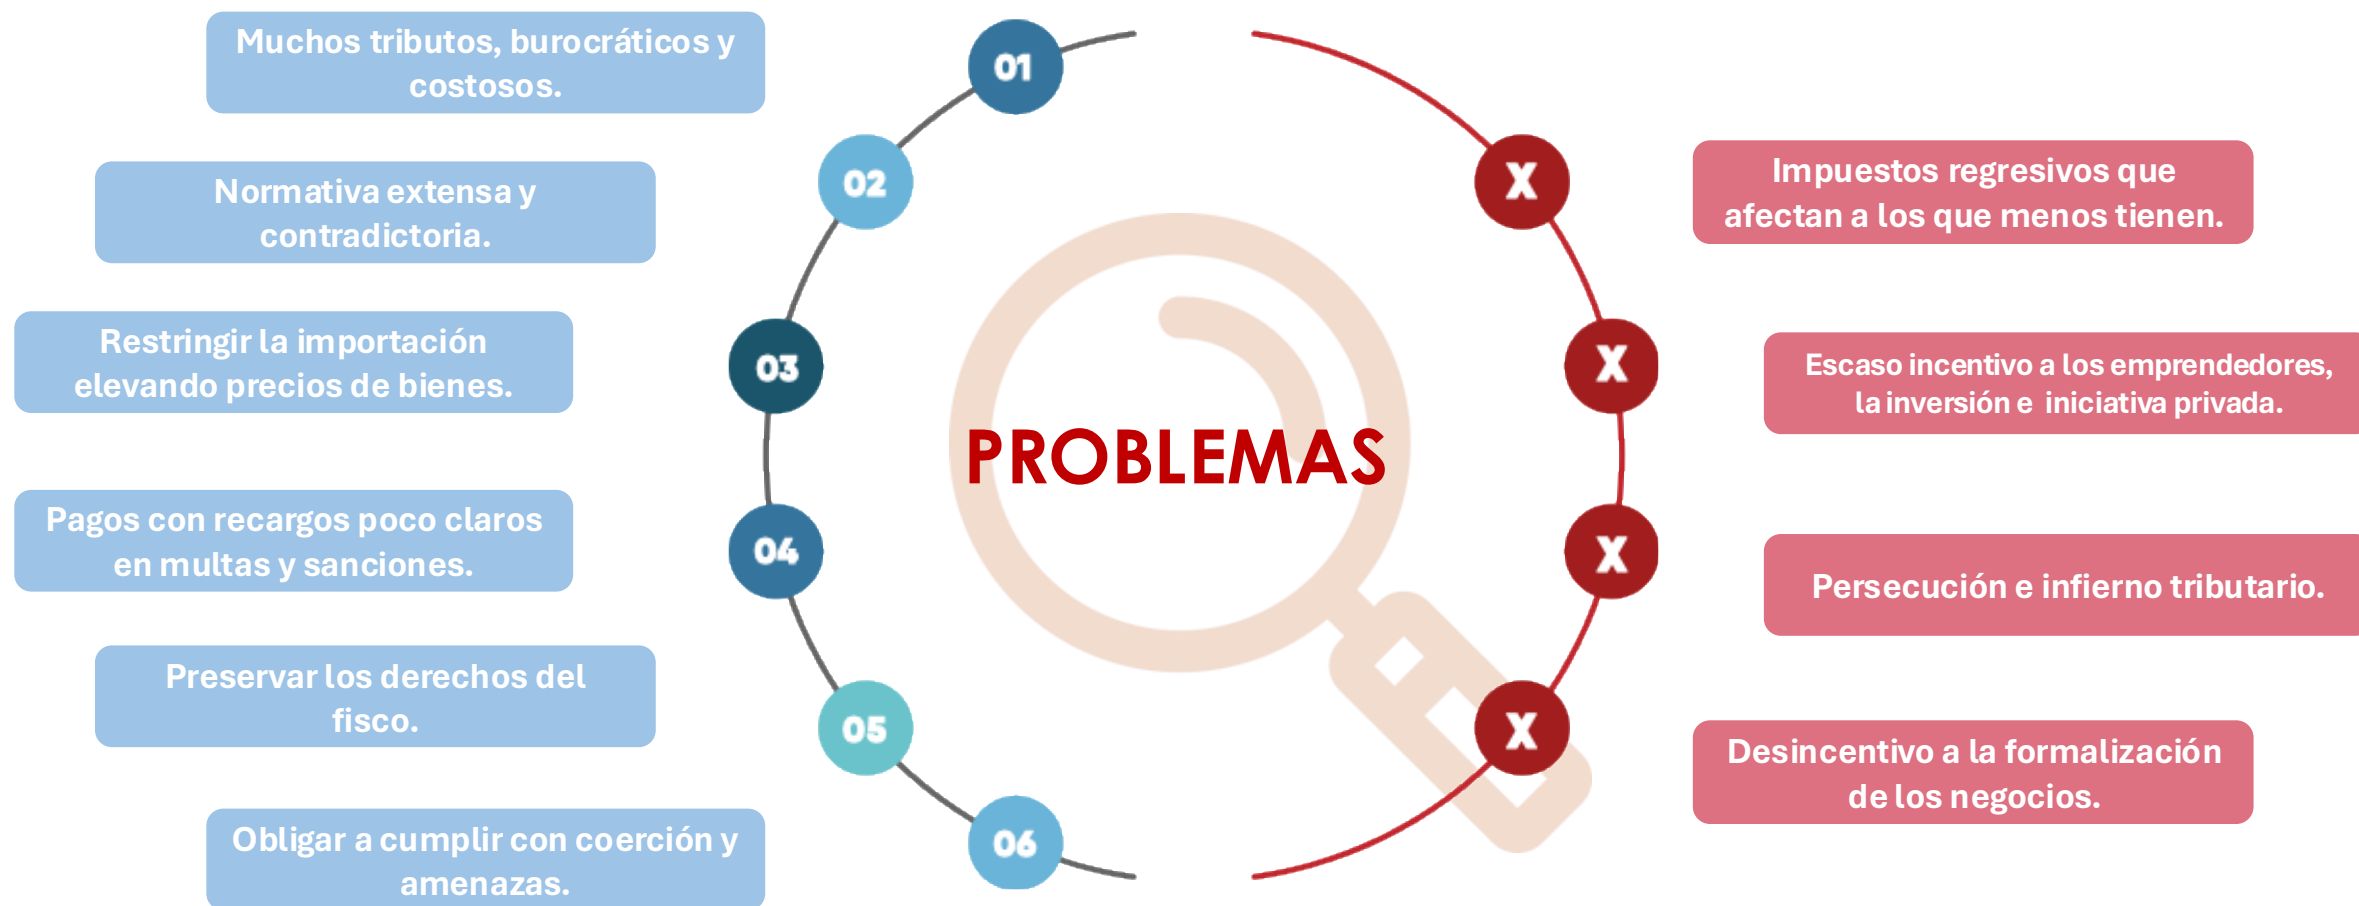 01
Muchos tributos, burocráticos y
costosos.
02
Normativa extensa y
contradictoria.
03
Restringir la importación
elevando precios de bienes.
04
Pagos con recargos poco claros
en multas y sanciones.
05
Preservar los derechos del
fisco.
06
Obligar a cumplir con coerción y
amenazas.
PROBLEMAS
X
Impuestos regresivos que
afectan a los que menos tienen.
X
Escaso incentivo a los emprendedores,
la inversión e iniciativa privada.
X
Persecución e infierno tributario.
X
Desincentivo a la formalización
de los negocios.